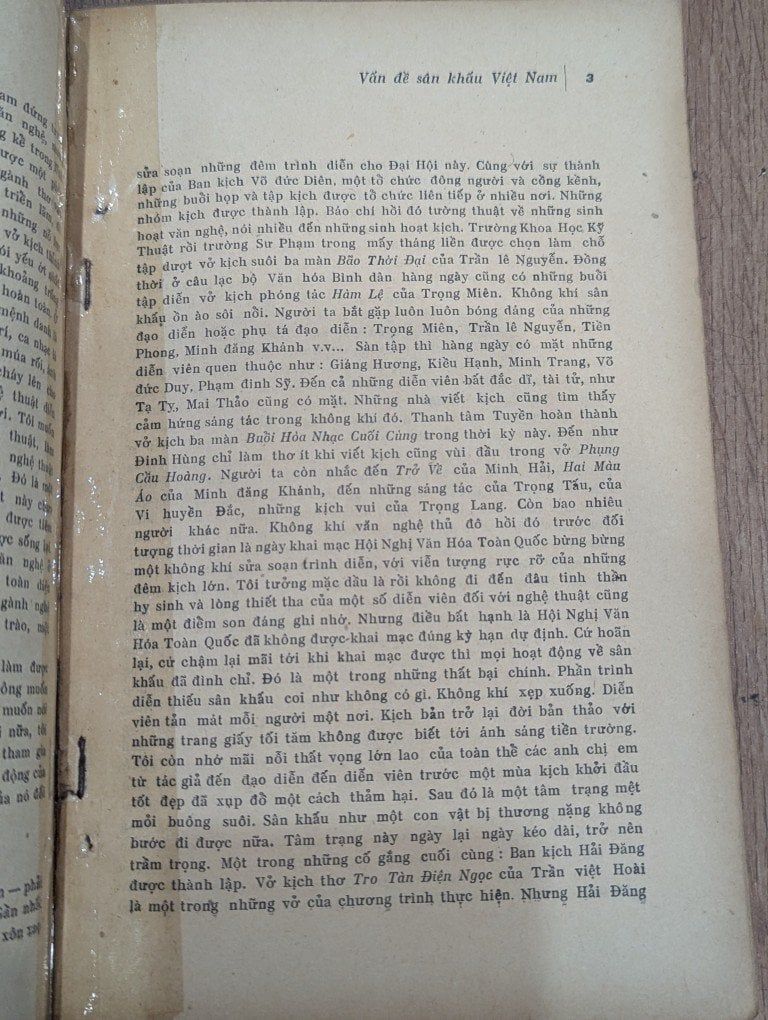 Vấn đề sân khấu Việt Nam | 3
sửa soạn những đêm trình diễn cho Đại Hội này. Cùng với sự thành
lập của Ban kịch Võ đức Diên, một tổ chức đông người và cồng kềnh,
những buổi họp và tập kịch được tổ chức liên tiếp ở nhiều nơi. Những
nhóm kịch được thành lập. Báo chí hồi đó tường thuật về những sinh
hoạt văn nghệ, nói nhiều đến những sinh hoạt kịch. Trường Khoa Học Kỹ
Thuật rồi trường Sư Phạm trong mấy tháng liền được chọn làm chỗ
tập dượt vở kịch suôi ba màn Bão Thời Đại của Trần lê Nguyễn. Đồng
thời ở câu lạc bộ Văn hóa Bình dân hàng ngày cũng có những buổi
tập diễn vở kịch phóng tác Hàm Lệ của Trọng Miên. Không khí sân
khấu ồn ào sôi nổi. Người ta bắt gặp luôn luôn bóng dáng của những
đạo diễn hoặc phụ tá đạo diễn : Trọng Miên, Trần lê Nguyễn, Tiền
Phong, Minh đăng Khánh v.v... Sàn tập thì hàng ngày có mặt những
diễn viên quen thuộc như : Giáng Hương, Kiều Hạnh, Minh Trang, Võ
đức Duy, Phạm đình Sỹ. Đến cả những diễn viên bất đắc dĩ, tài tử, như
Tạ Tỵ, Mai Thảo cũng có mặt. Những nhà viết kịch cũng tìm thấy
cảm hứng sáng tác trong không khí đó. Thanh tâm Tuyền hoàn thành
vở kịch ba màn Buổi Hòa Nhạc Cuối Cùng trong thời kỳ này. Đến như
Đinh Hùng chỉ làm thơ ít khi viết kịch cũng vùi đầu trong vở Phụng
Cầu Hoàng. Người ta còn nhắc đến Trở Về của Minh Hải, Hai Màu
Áo của Minh đăng Khánh, đến những sáng tác của Trọng Tấu, của
Vi huyền Đắc, những kịch vui của Trọng Lang. Còn bao nhiêu
người khác nữa. Không khí văn nghệ thủ đô hồi đó trước đối
tượng thời gian là ngày khai mạc Hội Nghị Văn Hóa Toàn Quốc bừng bừng
một không khí sửa soạn trình diễn, với viễn tượng rực rỡ của những
đêm kịch lớn. Tôi tưởng mặc dầu là rồi không đi đến đâu tinh thần
hy sinh và lòng thiết tha của một số diễn viên đối với nghệ thuật cũng
là một điểm son đáng ghi nhớ. Nhưng điều bất hạnh là Hội Nghị Văn
Hóa Toàn Quốc đã không được-khai mạc đúng kỳ hạn dự định. Cứ hoãn
lại, cứ chậm lại mãi tới khi khai mạc được thì mọi hoạt động về sân
khấu đã đình chỉ. Đó là một trong những thất bại chính. Phần trình
diễn thiếu sân khấu coi như không có gì. Không khí xẹp xuống. Diễn
viên tản mát mỗi người một nơi. Kịch bản trở lại đời bản thảo với
những trang giấy tối tăm không được biết tới ánh sáng tiền trường.
Tôi còn nhớ mãi nỗi thất vọng lớn lao của toàn thể các anh chị em
từ tác giả đến đạo diễn đến diễn viên trước một mùa kịch khởi đầu
tốt đẹp đã xụp đổ một cách thảm hại. Sau đó là một tâm trạng mệt
mỏi buông suôi. Sân khấu như một con vật bị thương nặng không
bước đi được nữa. Tâm trạng này ngày lại ngày kéo dài, trở nên
trầm trọng. Một trong những cố gắng cuối cùng : Ban kịch Hải Đăng
được thành lập. Vở kịch thơ Tro Tàn Điện Ngọc của Trần việt Hoài
là một trong những vở của chương trình thực hiện. Nhưng Hải Đăng